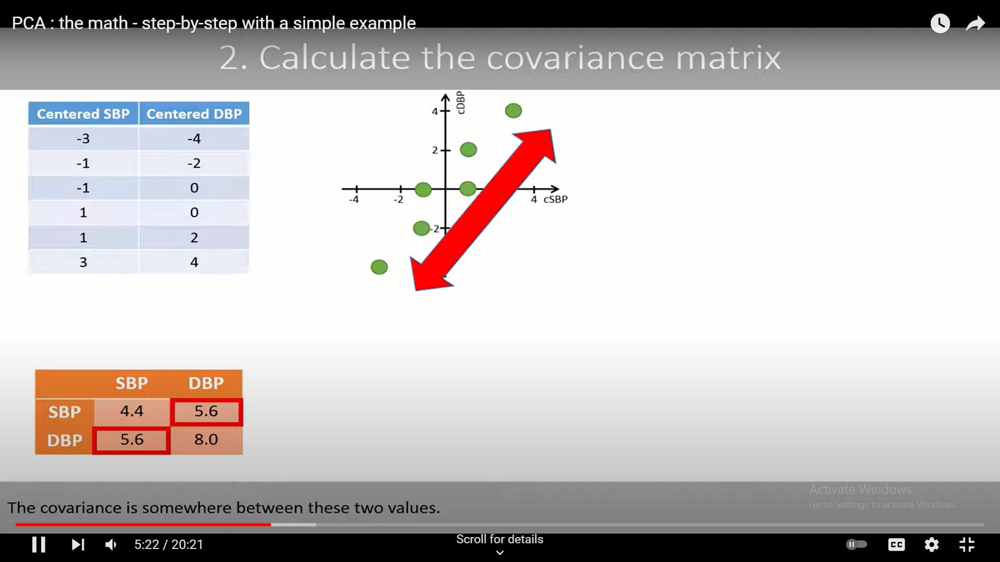 PCA : the math - step-by-step with a simple example
2. Calculate the covariance matrix
Centered SBP Centered DBP
-3 -4
-1 -2
-1 0
1 0
1 2
3 4
cDBP
4
2
-4 -2 4 cSBP
-2
SBP DBP
SBP 4.4 5.6
DBP 5.6 8.0
Activate Windows
Go to Settings to activate Windows.
The covariance is somewhere between these two values.
5:22 / 20:21
Scroll for details
CC